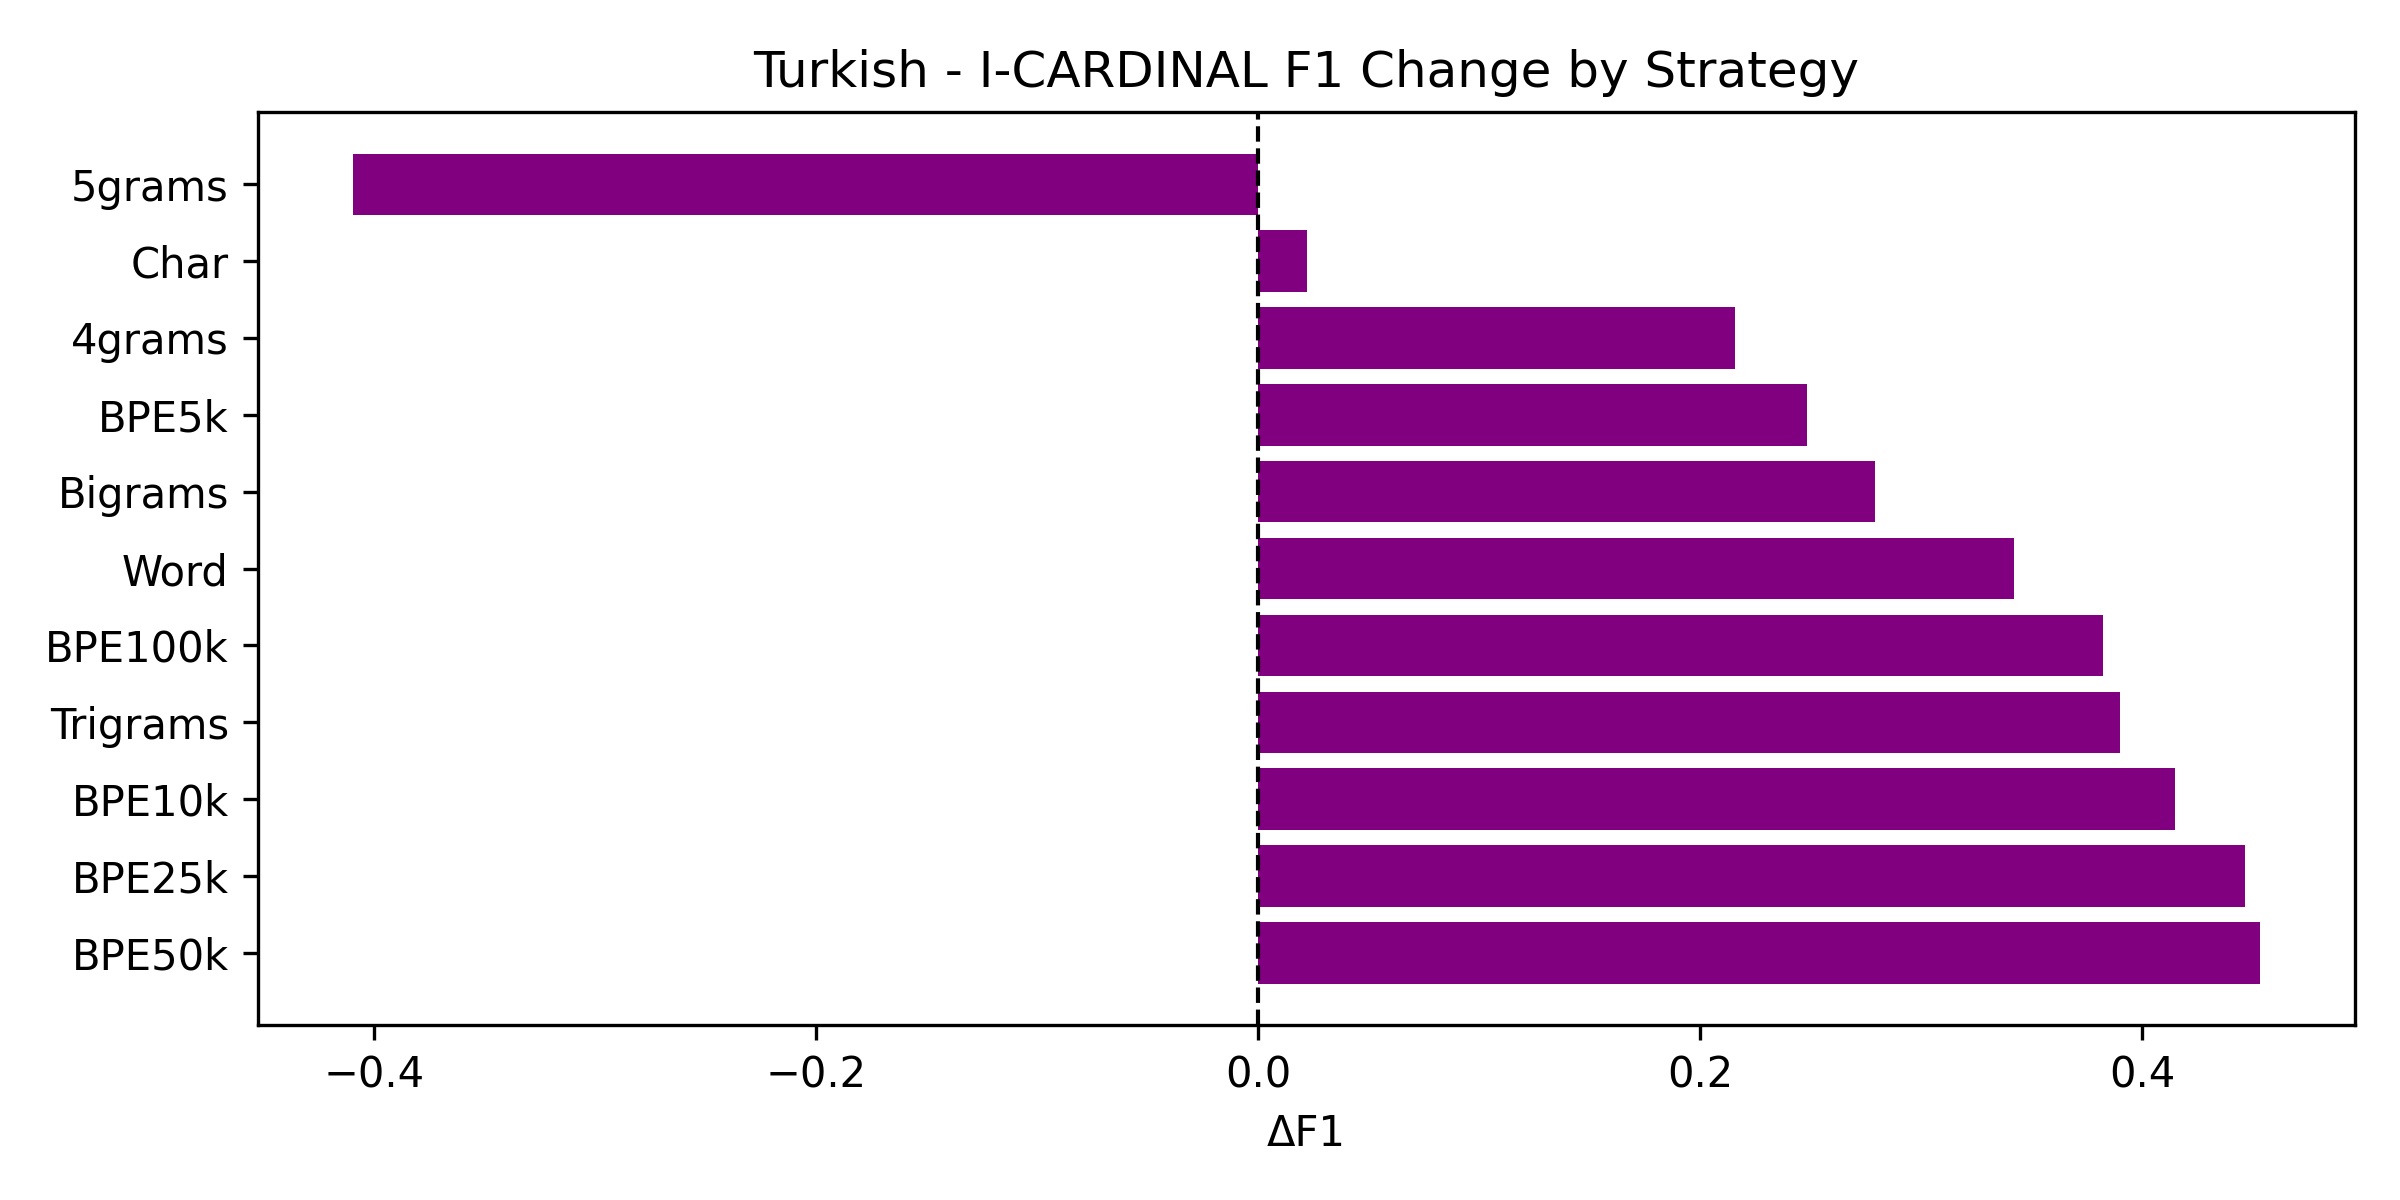 Turkish - I-CARDINAL F1 Change by Strategy
5grams
Char
4grams
BPE5k
Bigrams
Word
BPE100k
Trigrams
BPE10k
BPE25k
BPE50k
−0.4 −0.2 0.0 0.2 0.4
ΔF1